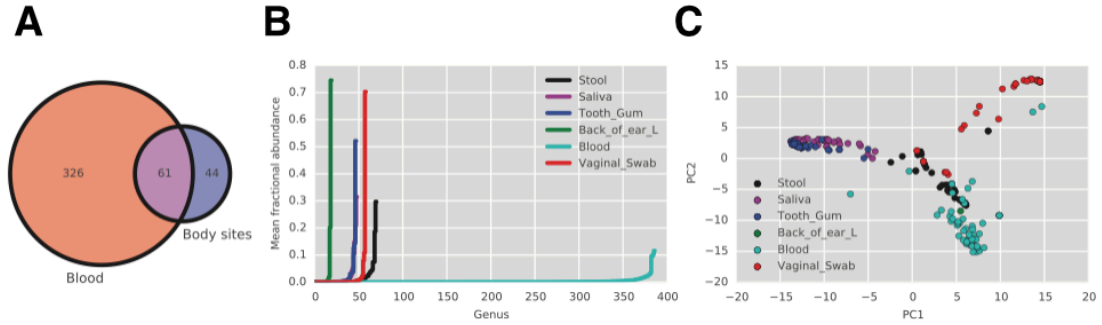 A
326
61
44
Body sites
Blood
B
Mean fractional abundance
0.8
0.7
0.6
0.5
0.4
0.3
0.2
0.1
0.0
0 50 100 150 200 250 300 350 400
Genus
Stool
Saliva
Tooth_Gum
Back_of_ear_L
Blood
Vaginal_Swab
C
PC2
15
10
5
0
−5
−10
−15
−20
−20 −15 −10 −5 0 5 10 15 20
PC1
Stool
Saliva
Tooth_Gum
Back_of_ear_L
Blood
Vaginal_Swab